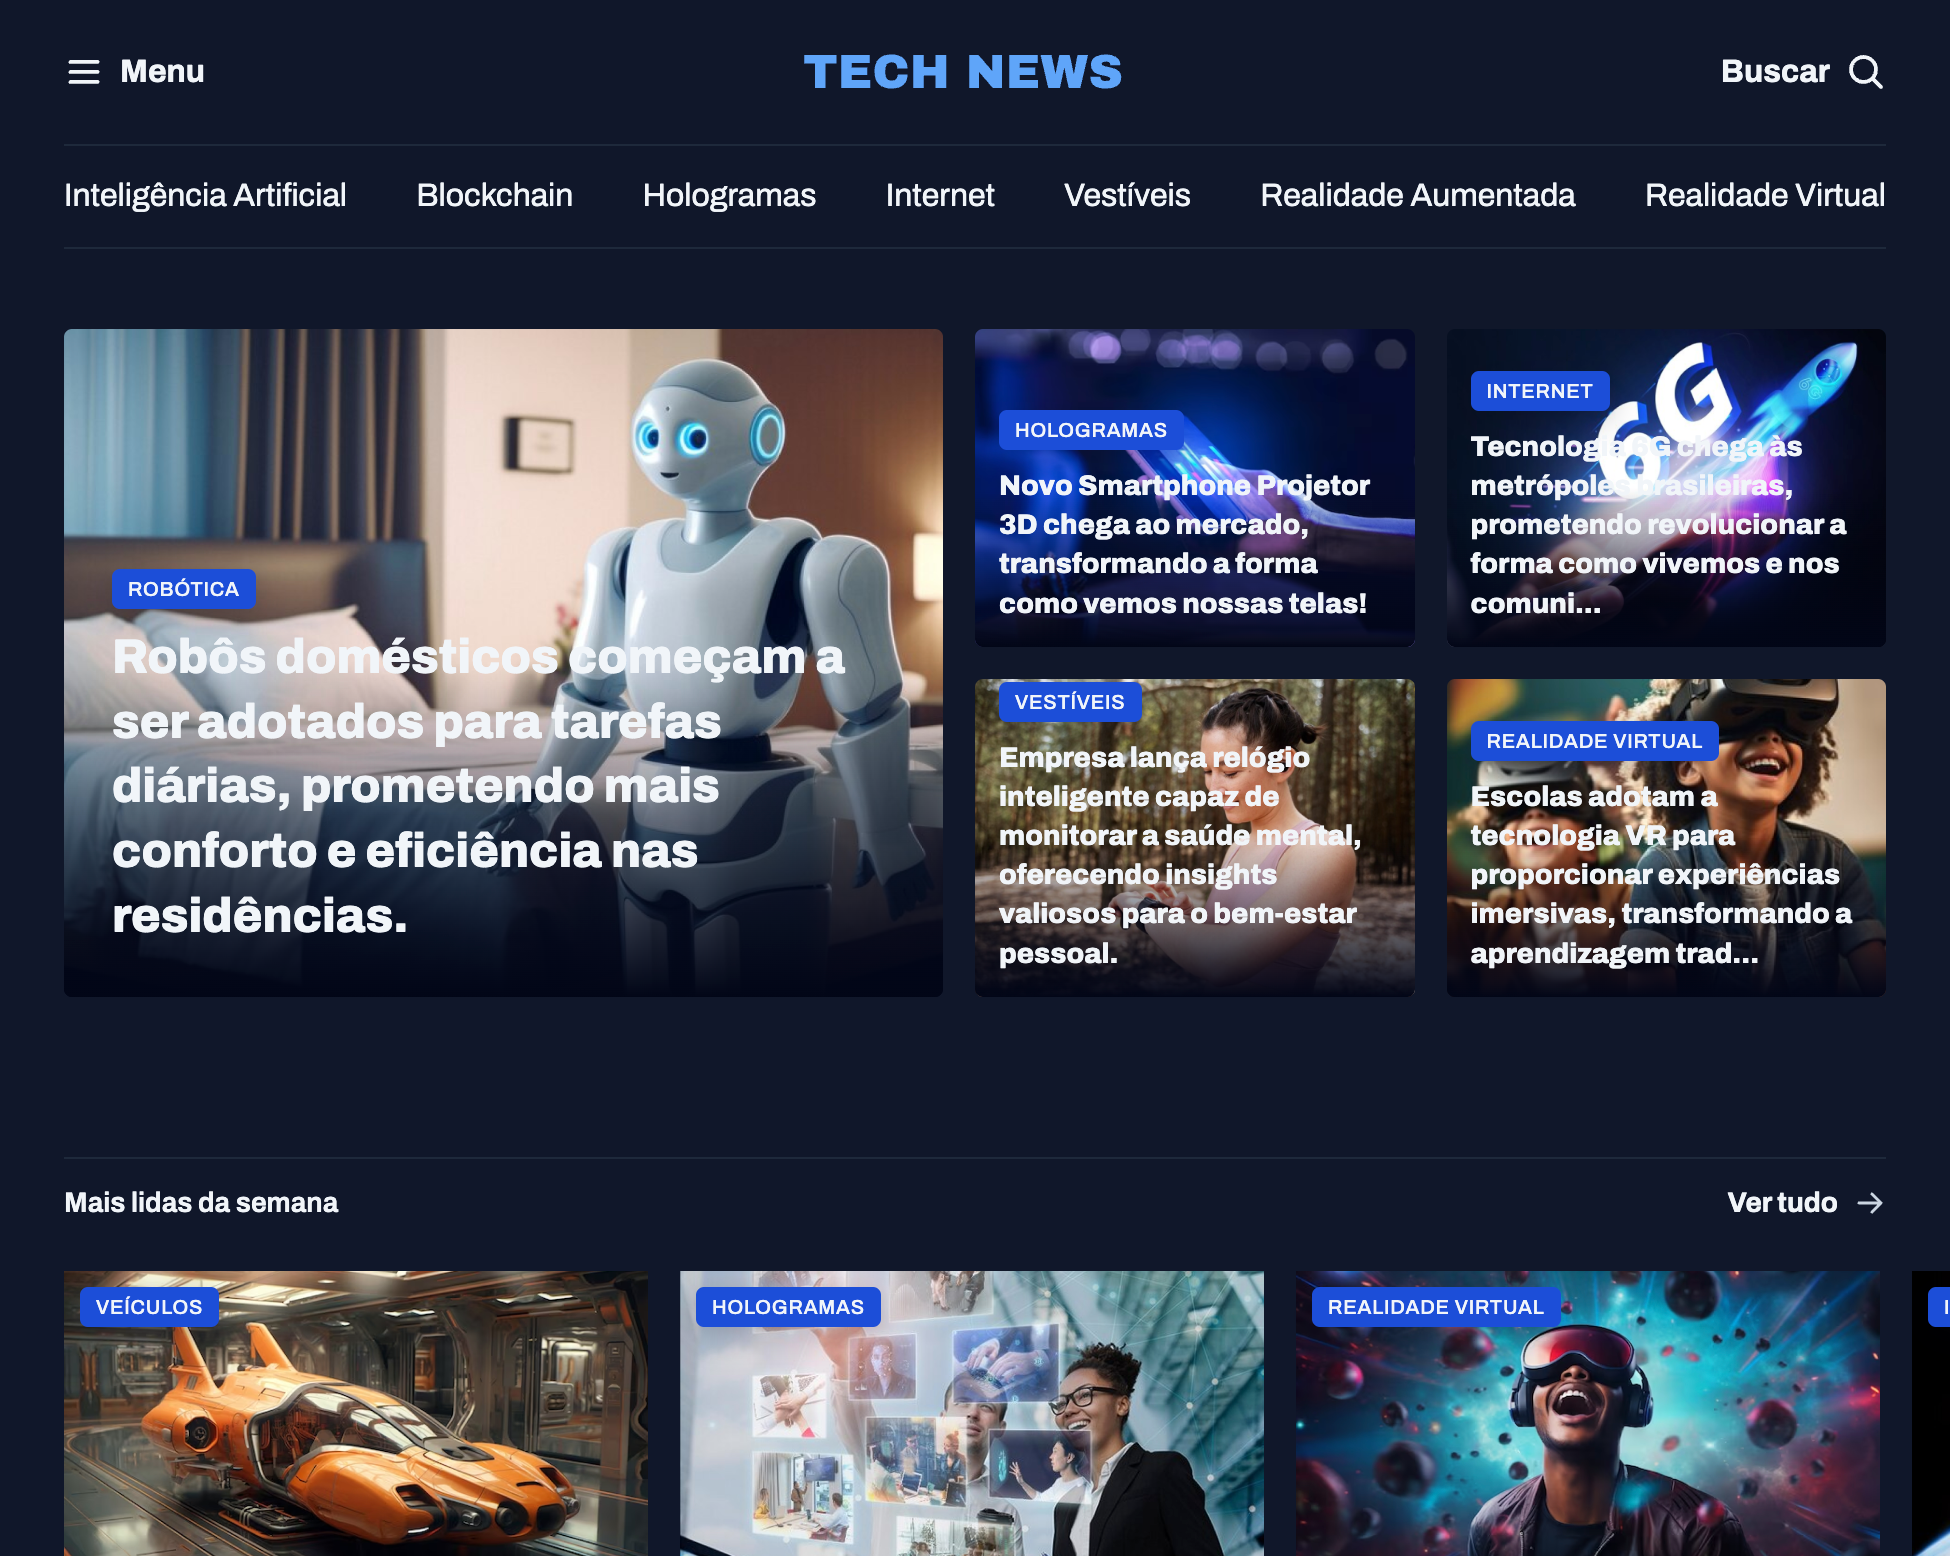 Menu
TECH NEWS
Buscar
Inteligência Artificial
Blockchain
Hologramas
Internet
Vestíveis
Realidade Aumentada
Realidade Virtual
ROBÓTICA
Robôs domésticos começam a
ser adotados para tarefas
diárias, prometendo mais
conforto e eficiência nas
residências.
HOLOGRAMAS
Novo Smartphone Projetor
3D chega ao mercado,
transformando a forma
como vemos nossas telas!
6G
INTERNET
Tecnologia 6G chega às
metrópoles brasileiras,
prometendo revolucionar a
forma como vivemos e nos
comuni...
VESTÍVEIS
Empresa lança relógio
inteligente capaz de
monitorar a saúde mental,
oferecendo insights
valiosos para o bem-estar
pessoal.
REALIDADE VIRTUAL
Escolas adotam a
tecnologia VR para
proporcionar experiências
imersivas, transformando a
aprendizagem trad...
Mais lidas da semana
Ver tudo
VEÍCULOS
HOLOGRAMAS
REALIDADE VIRTUAL